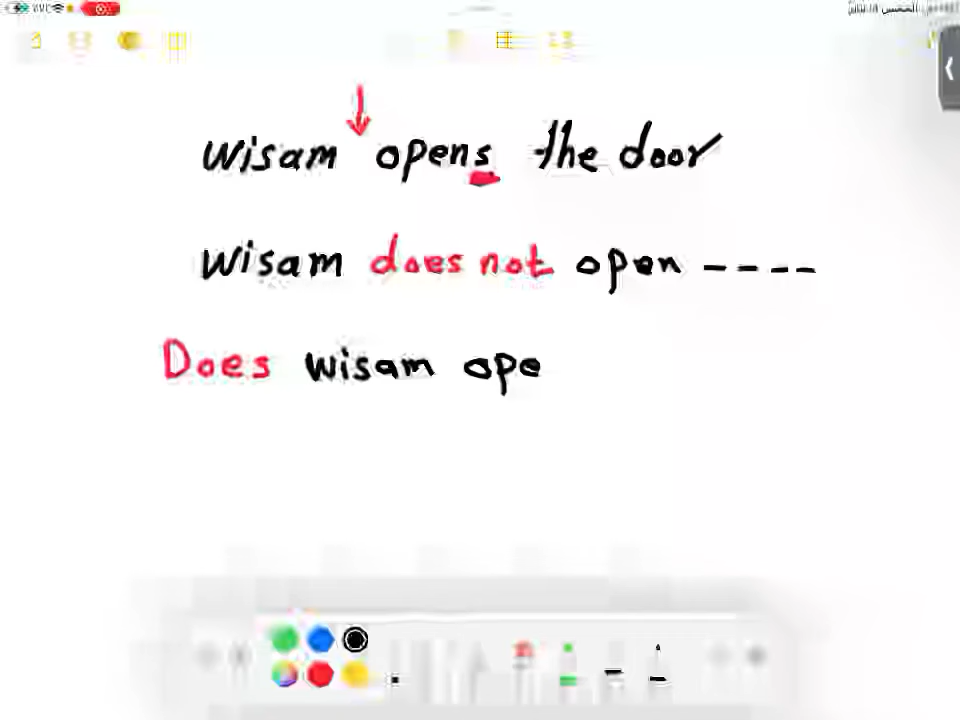 wisam opens the door
wisam does not open ----
Does wisam ope